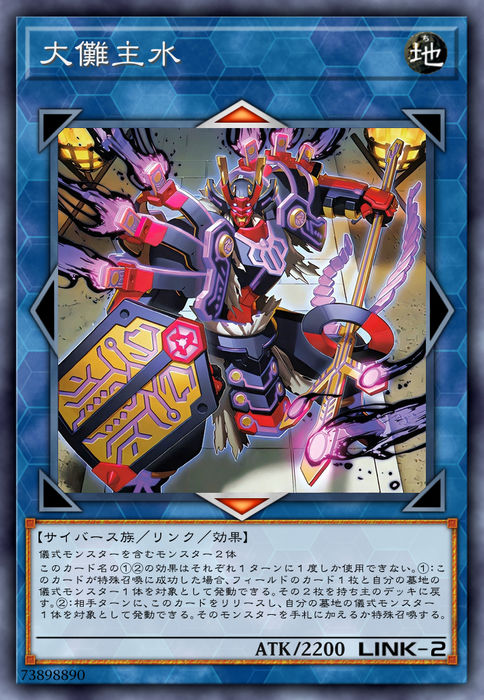 大儺主水
地
ち
【サイバース族／リンク／効果】
儀式モンスターを含むモンスター2体
このカード名の①②の効果はそれぞれ1ターンに1度しか使用できない。①：こ
のカードが特殊召喚に成功した場合、フィールドのカード1枚と自分の墓地の
儀式モンスター1体を対象として発動できる。その2枚を持ち主のデッキに戻
す。②：相手ターンに、このカードをリリースし、自分の墓地の儀式モンスター
1体を対象として発動できる。そのモンスターを手札に加えるか特殊召喚する。
ATK/2200 LINK-2
73898890